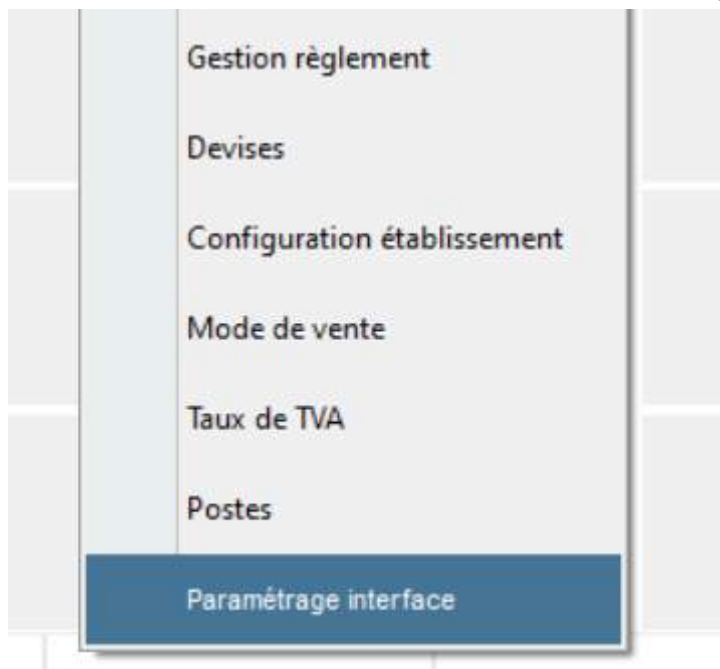 Gestion règlement
Devises
Configuration établissement
Mode de vente
Taux de TVA
Postes
Paramétrage interface